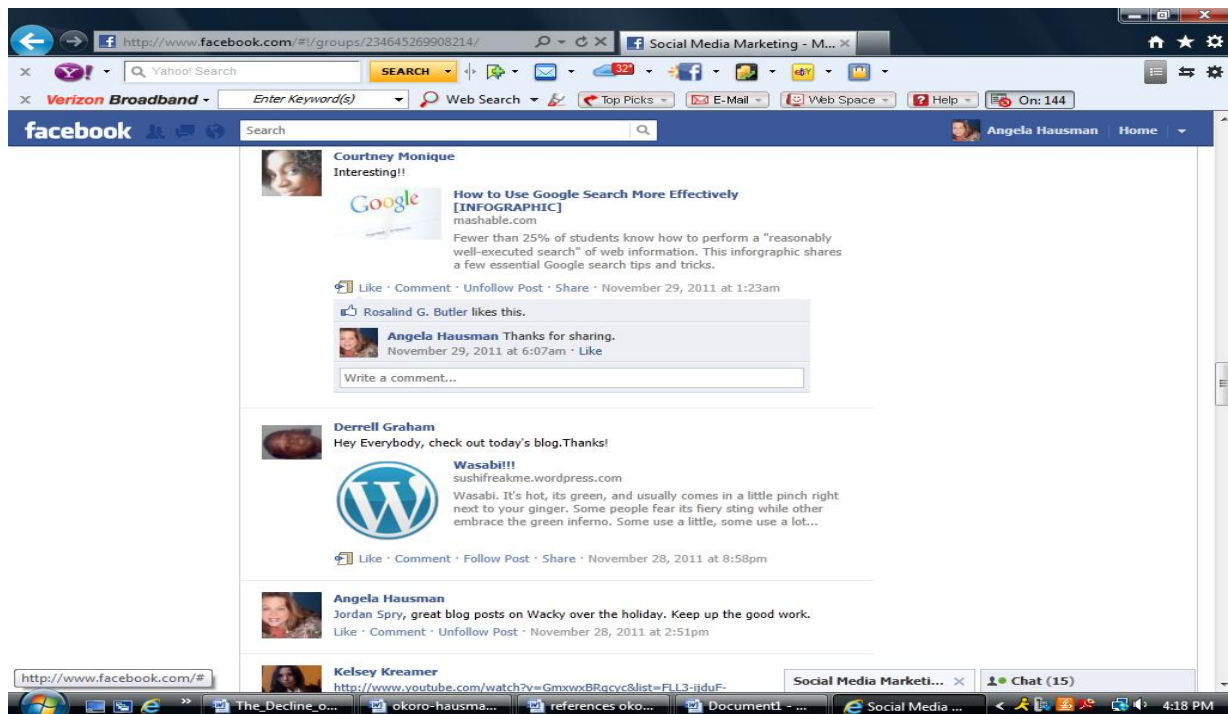 http://www.facebook.com/#!/groups/234645269908214/
Social Media Marketing - M...
Yahoo! Search
SEARCH
32°
Verizon Broadband
Enter Keyword(s)
Web Search
Top Picks
E-Mail
Web Space
Help
On: 144
facebook
Search
Angela Hausman
Home
Courtney Monique
Interesting!!
Google
How to Use Google Search More Effectively
[INFOGRAPHIC]
mashable.com
Fewer than 25% of students know how to perform a "reasonably
well-executed search" of web information. This inforgraphic shares
a few essential Google search tips and tricks.
Like · Comment · Unfollow Post · Share · November 29, 2011 at 1:23am
Rosalind G. Butler likes this.
Angela Hausman Thanks for sharing.
November 29, 2011 at 6:07am · Like
Write a comment...
Derrell Graham
Hey Everybody, check out today's blog.Thanks!
Wasabi!!!
sushifreakme.wordpress.com
Wasabi. It's hot, its green, and usually comes in a little pinch right
next to your ginger. Some people fear its fiery sting while other
embrace the green inferno. Some use a little, some use a lot...
Like · Comment · Follow Post · Share · November 28, 2011 at 8:58pm
Angela Hausman
Jordan Spry, great blog posts on Wacky over the holiday. Keep up the good work.
Like · Comment · Unfollow Post · November 28, 2011 at 2:51pm
Kelsey Kreamer
http://www.youtube.com/watch?v=GmxwxBRqcyc&list=FLL3-ijduF-
http://www.facebook.com/#
Social Media Marketi...
Chat (15)
The_Decline_o...
okoro-hausma...
references oko...
Document1 - ...
Social Media ...
4:18 PM